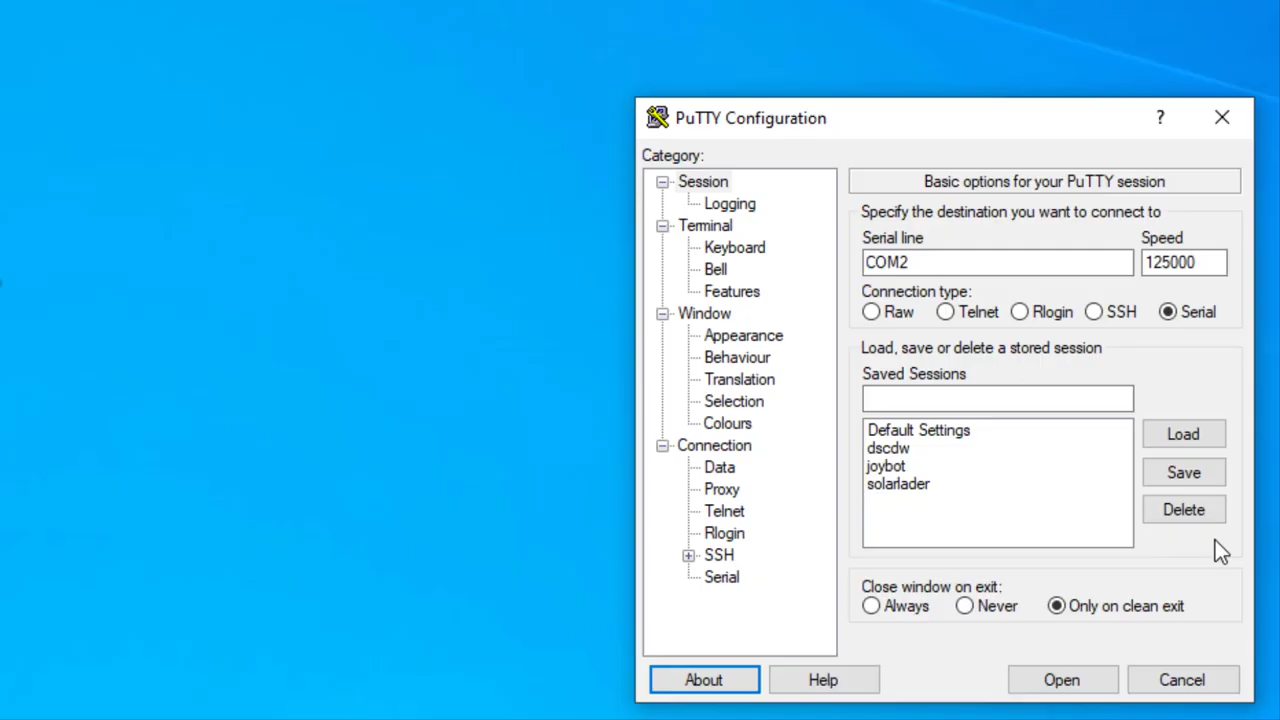 PuTTY Configuration
?
Category:
Session
Logging
Terminal
Keyboard
Bell
Features
Window
Appearance
Behaviour
Translation
Selection
Colours
Connection
Data
Proxy
Telnet
Rlogin
SSH
Serial
Basic options for your PuTTY session
Specify the destination you want to connect to
Serial line Speed
COM2 125000
Connection type:
Raw Telnet Rlogin SSH Serial
Load, save or delete a stored session
Saved Sessions
Default Settings
dscdw
joybot
solarlader
Load
Save
Delete
Close window on exit:
Always Never Only on clean exit
About Help Open Cancel